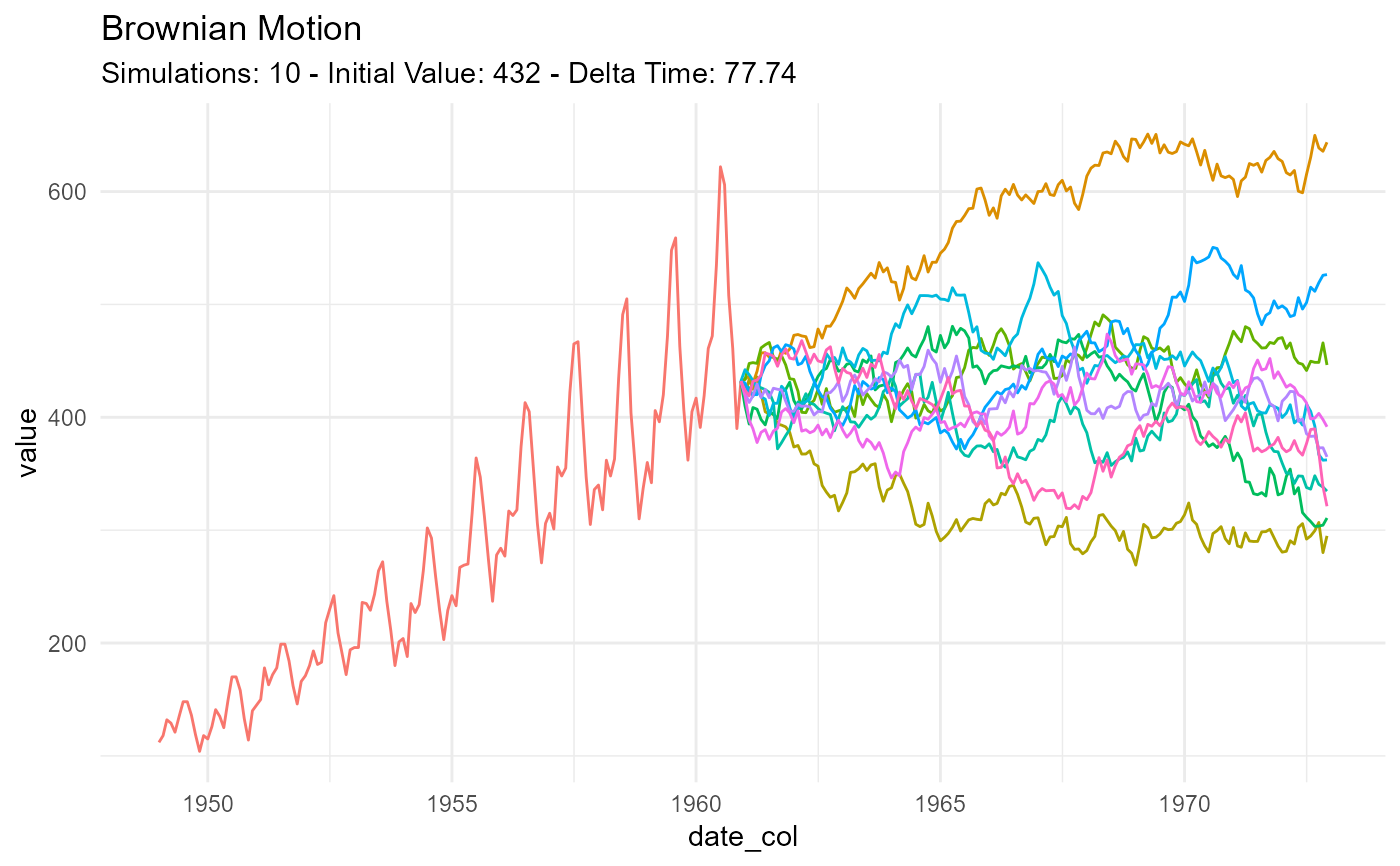 Brownian Motion
Simulations: 10 - Initial Value: 432 - Delta Time: 77.74
600
400
200
value
1950 1955 1960 1965 1970
date_col